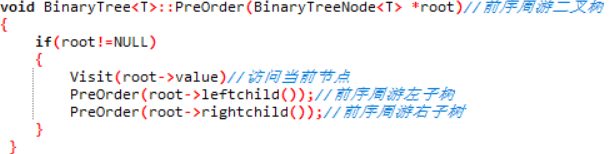 void BinaryTree<T>::PreOrder(BinaryTreeNode<T> *root)//前序周游二叉树
{
    if(root!=NULL)
    {
        Visit(root->value)//访问当前节点
        PreOrder(root->leftchild());//前序周游左子树
        PreOrder(root->rightchild());//前序周游右子树
    }
}